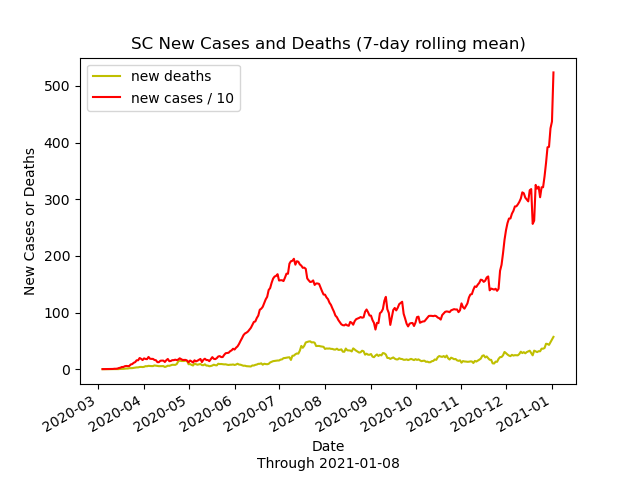 SC New Cases and Deaths (7-day rolling mean)
new deaths
new cases / 10
New Cases or Deaths
500
400
300
200
100
0
2020-03
2020-04
2020-05
2020-06
2020-07
2020-08
2020-09
2020-10
2020-11
2020-12
2021-01
Date
Through 2021-01-08